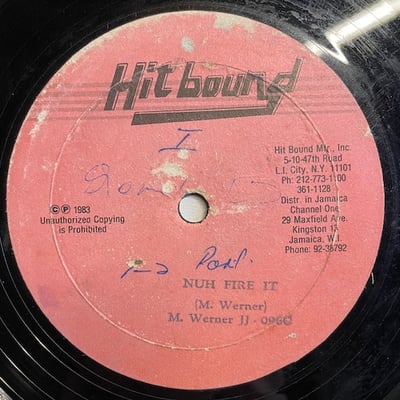 Hit bound
I
Hit Bound Mfg., Inc.
5-10-47th Road
L.I. City, N.Y. 11101
Ph: 212-773-1100
361-1128
Distr. in Jamaica
Channel One
29 Maxfield Ave.
Kingston 13
Jamaica, W.I.
Phone: 92-38792
© ℗ 1983
Unauthorized Copying
is Prohibited
NUH FIRE IT
(M. Werner)
M. Werner JJ - 096C